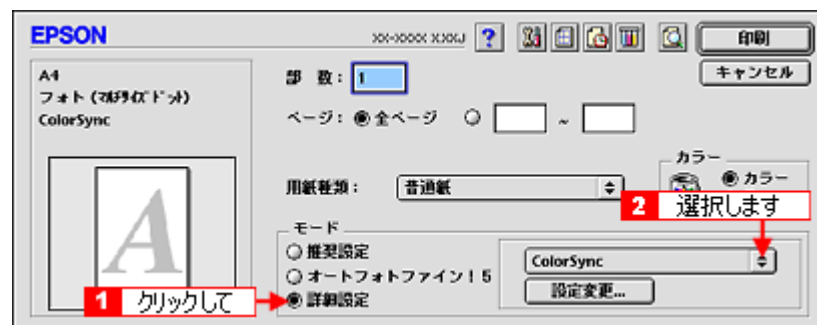 EPSON
XX-XXXX X.XXJ
?
印刷
キャンセル
A4
フォト (マルチサイズドット)
ColorSync
部 数 : 1
ページ : 全ページ ~
用紙種類 : 普通紙
カラー
カラー
2 選択します
モード
推奨設定
オートフォトファイン!5
詳細設定
ColorSync
設定変更...
A
1 クリックして